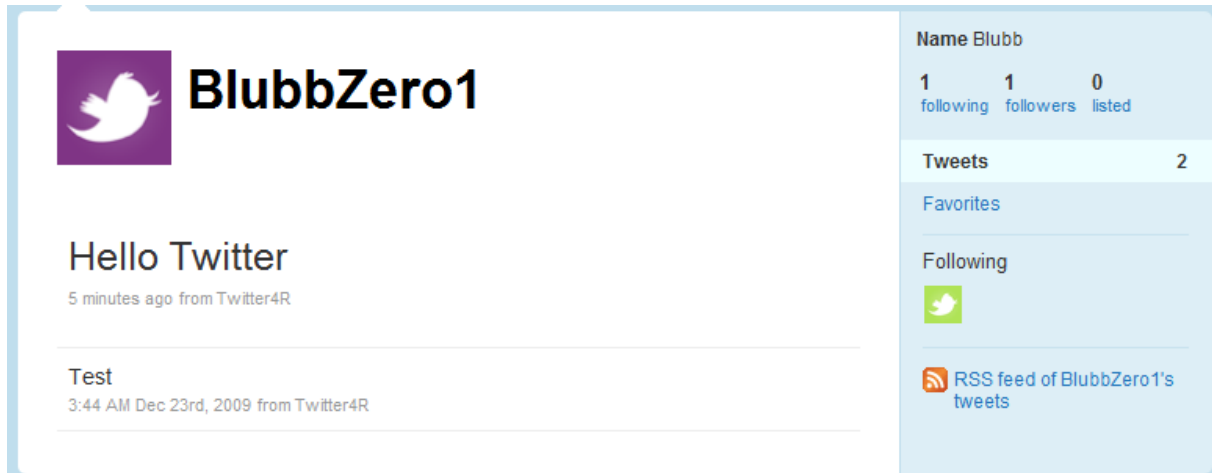 BlubbZero1
Hello Twitter
5 minutes ago from Twitter4R
Test
3:44 AM Dec 23rd, 2009 from Twitter4R
Name Blubb
1 1 0
following followers listed
Tweets 2
Favorites
Following
RSS feed of BlubbZero1's
tweets